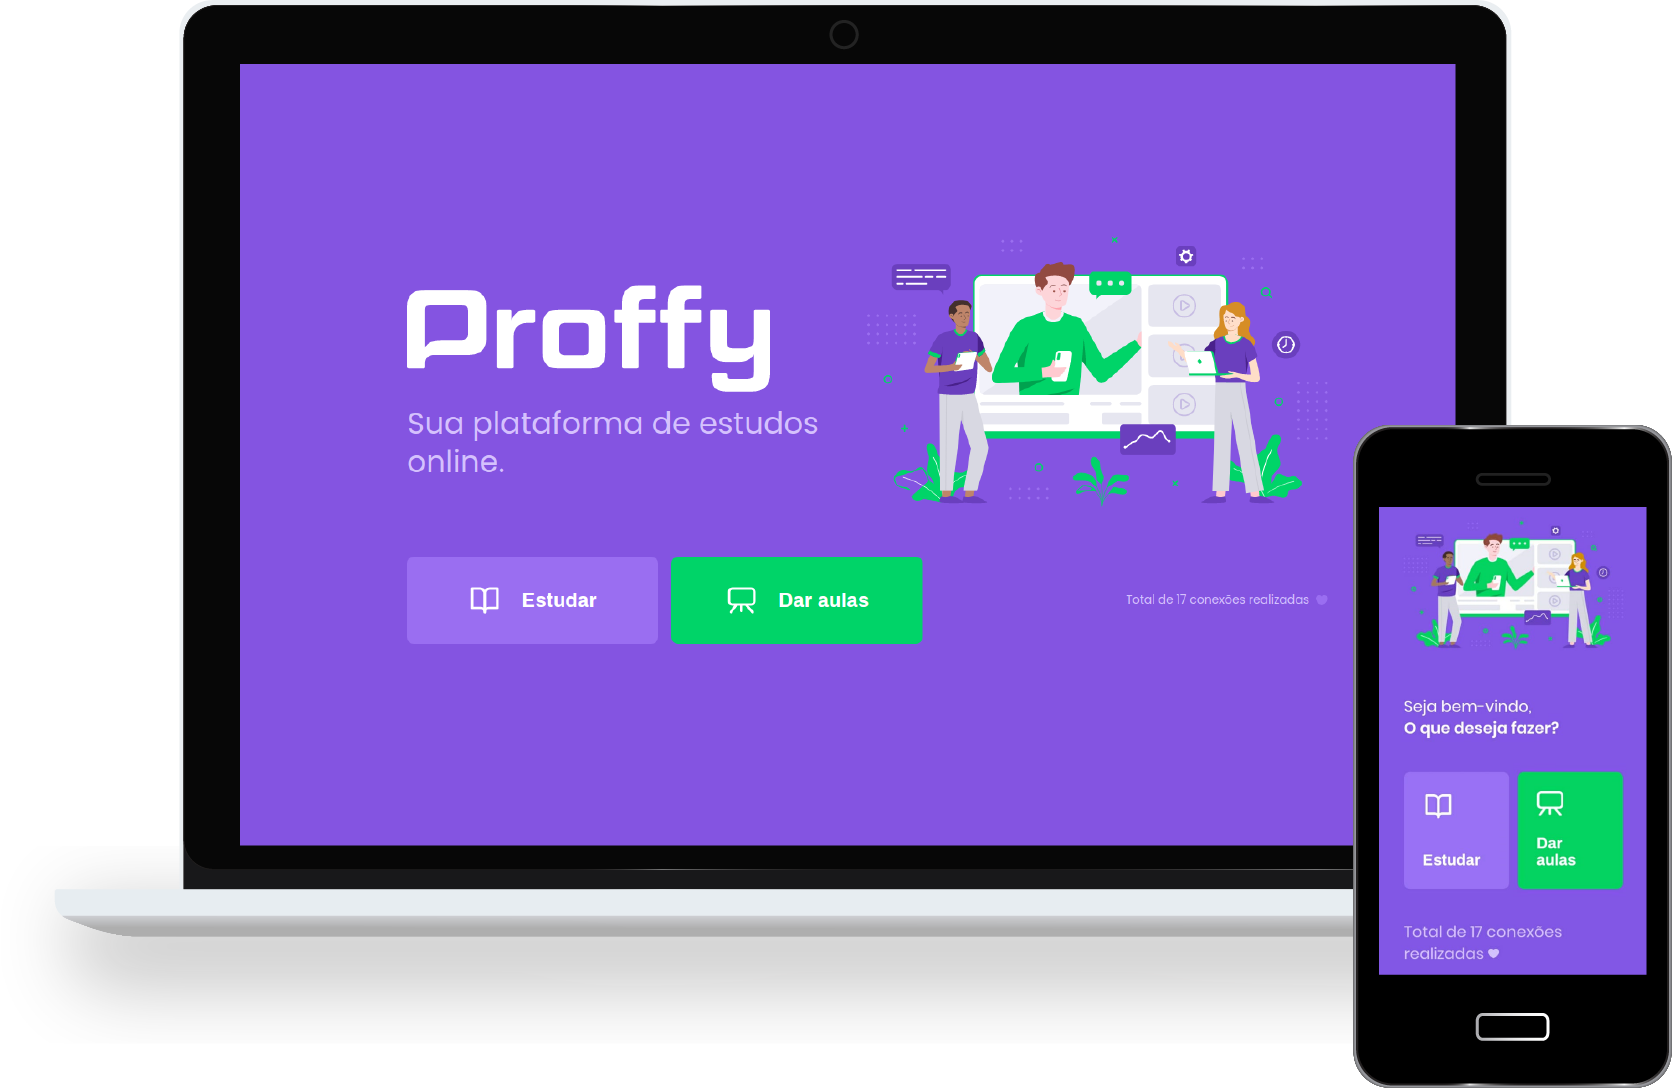 Proffy
Sua plataforma de estudos
online.
Estudar
Dar aulas
Total de 17 conexões realizadas
Seja bem-vindo,
O que deseja fazer?
Estudar
Dar
aulas
Total de 17 conexões
realizadas